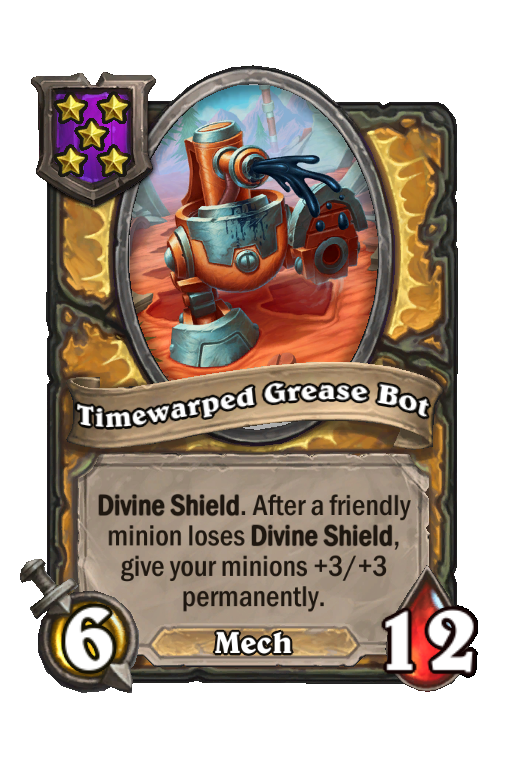 Timewarped Grease Bot
Divine Shield. After a friendly
minion loses Divine Shield,
give your minions +3/+3
permanently.
6
Mech
12